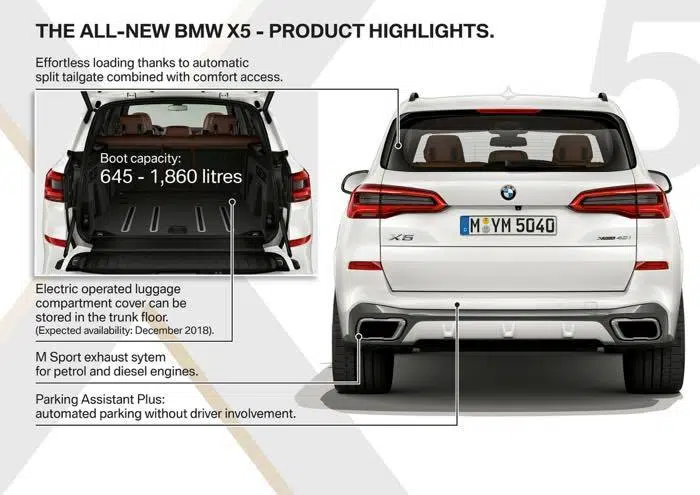 THE ALL-NEW BMW X5 - PRODUCT HIGHLIGHTS.
Effortless loading thanks to automatic
split tailgate combined with comfort access.
Boot capacity:
645 - 1,860 litres
Electric operated luggage
compartment cover can be
stored in the trunk floor.
(Expected availability: December 2018).
M Sport exhaust sytem
for petrol and diesel engines.
Parking Assistant Plus:
automated parking without driver involvement.
5
X5
M YM 5040